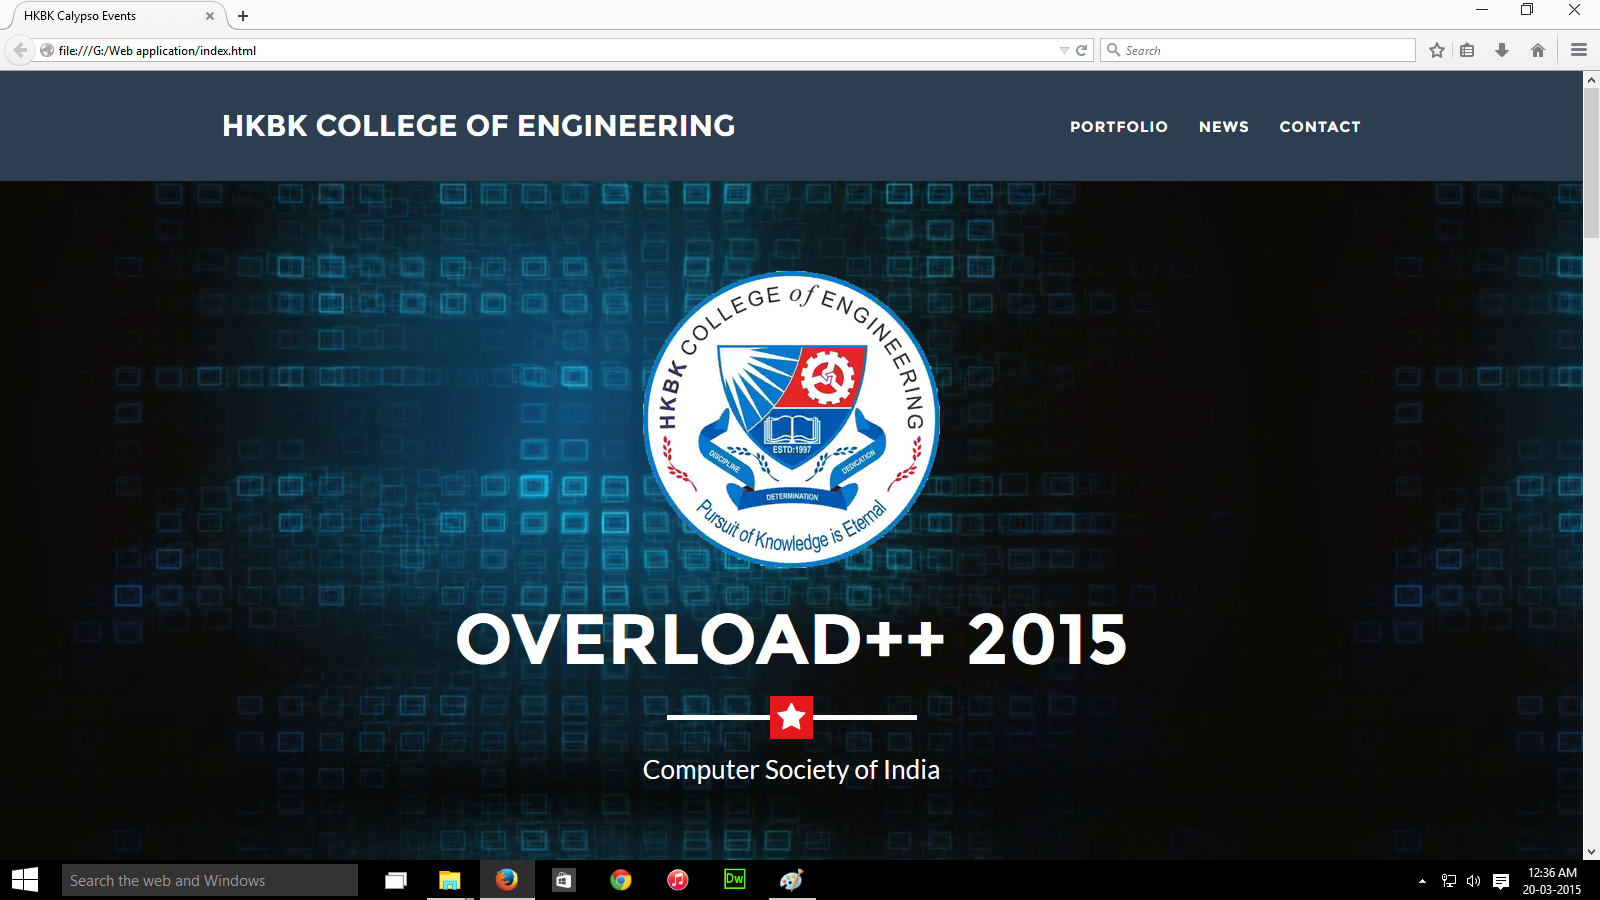 HKBK Calypso Events
file:///G:/Web application/index.html
Search
HKBK COLLEGE OF ENGINEERING
PORTFOLIO NEWS CONTACT
HKBK COLLEGE of ENGINEERING
ESTD:1997
DISCIPLINE
DEDICATION
DETERMINATION
Pursuit of Knowledge is Eternal
OVERLOAD++ 2015
Computer Society of India
Search the web and Windows
Dw
12:36 AM
20-03-2015